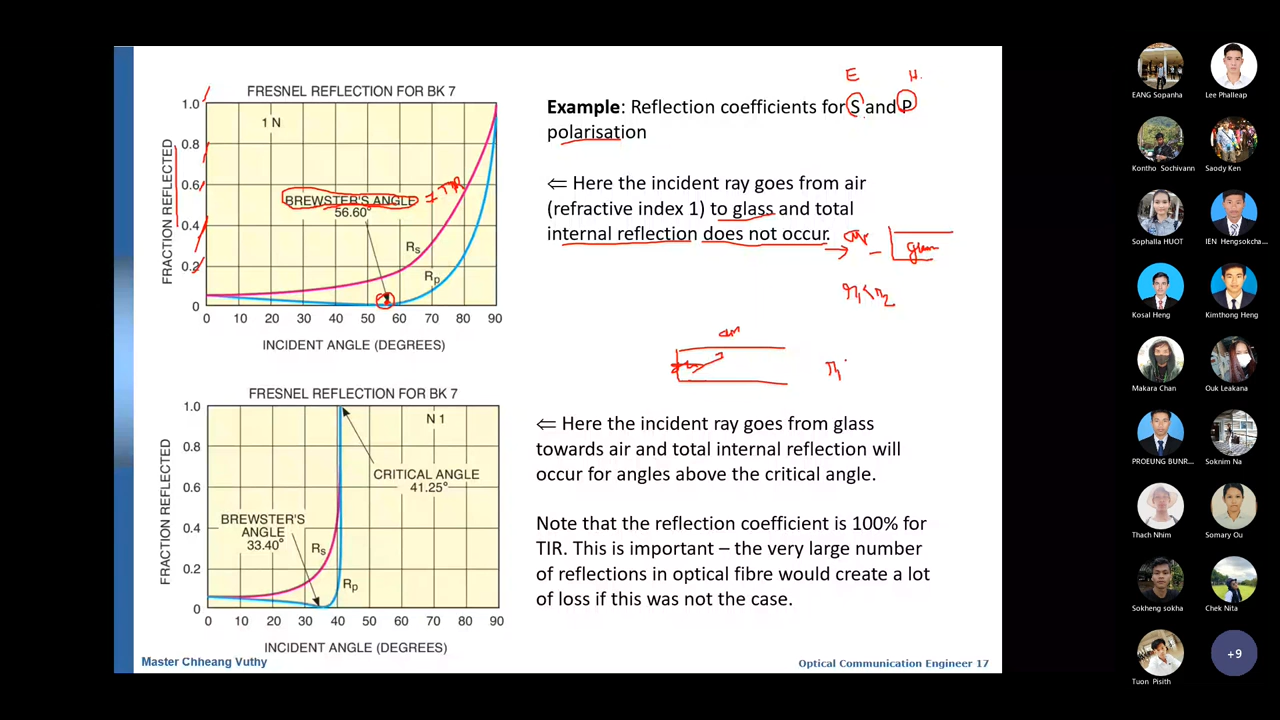 FRESNEL REFLECTION FOR BK 7
1.0
0.8
0.6
0.4
0.2
0
FRACTION REFLECTED
1 N
BREWSTER'S ANGLE
56.60°
= TIR
Rs
Rp
0 10 20 30 40 50 60 70 80 90
INCIDENT ANGLE (DEGREES)
FRESNEL REFLECTION FOR BK 7
1.0
0.8
0.6
0.4
0.2
0
FRACTION REFLECTED
N 1
CRITICAL ANGLE
41.25°
BREWSTER'S
ANGLE
33.40°
Rs
Rp
0 10 20 30 40 50 60 70 80 90
INCIDENT ANGLE (DEGREES)
Master Chheang Vuthy
E H
Example: Reflection coefficients for S and P
polarisation
⇐ Here the incident ray goes from air
(refractive index 1) to glass and total
internal reflection does not occur.
air
glass
n1 < n2
air
n1
⇐ Here the incident ray goes from glass
towards air and total internal reflection will
occur for angles above the critical angle.
Note that the reflection coefficient is 100% for
TIR. This is important – the very large number
of reflections in optical fibre would create a lot
of loss if this was not the case.
Optical Communication Engineer 17
EANG Sopanha
Lee Phalleap
Kontho Sochivann
Saody Ken
Sophalla HUOT
IEN Hengsokcha...
Kosal Heng
Kimthong Heng
Makara Chan
Ouk Leakana
PROEUNG BUNR...
Soknim Na
Thach Nhim
Somary Ou
Sokheng sokha
Chek Nita
Tuon Pisith
+9